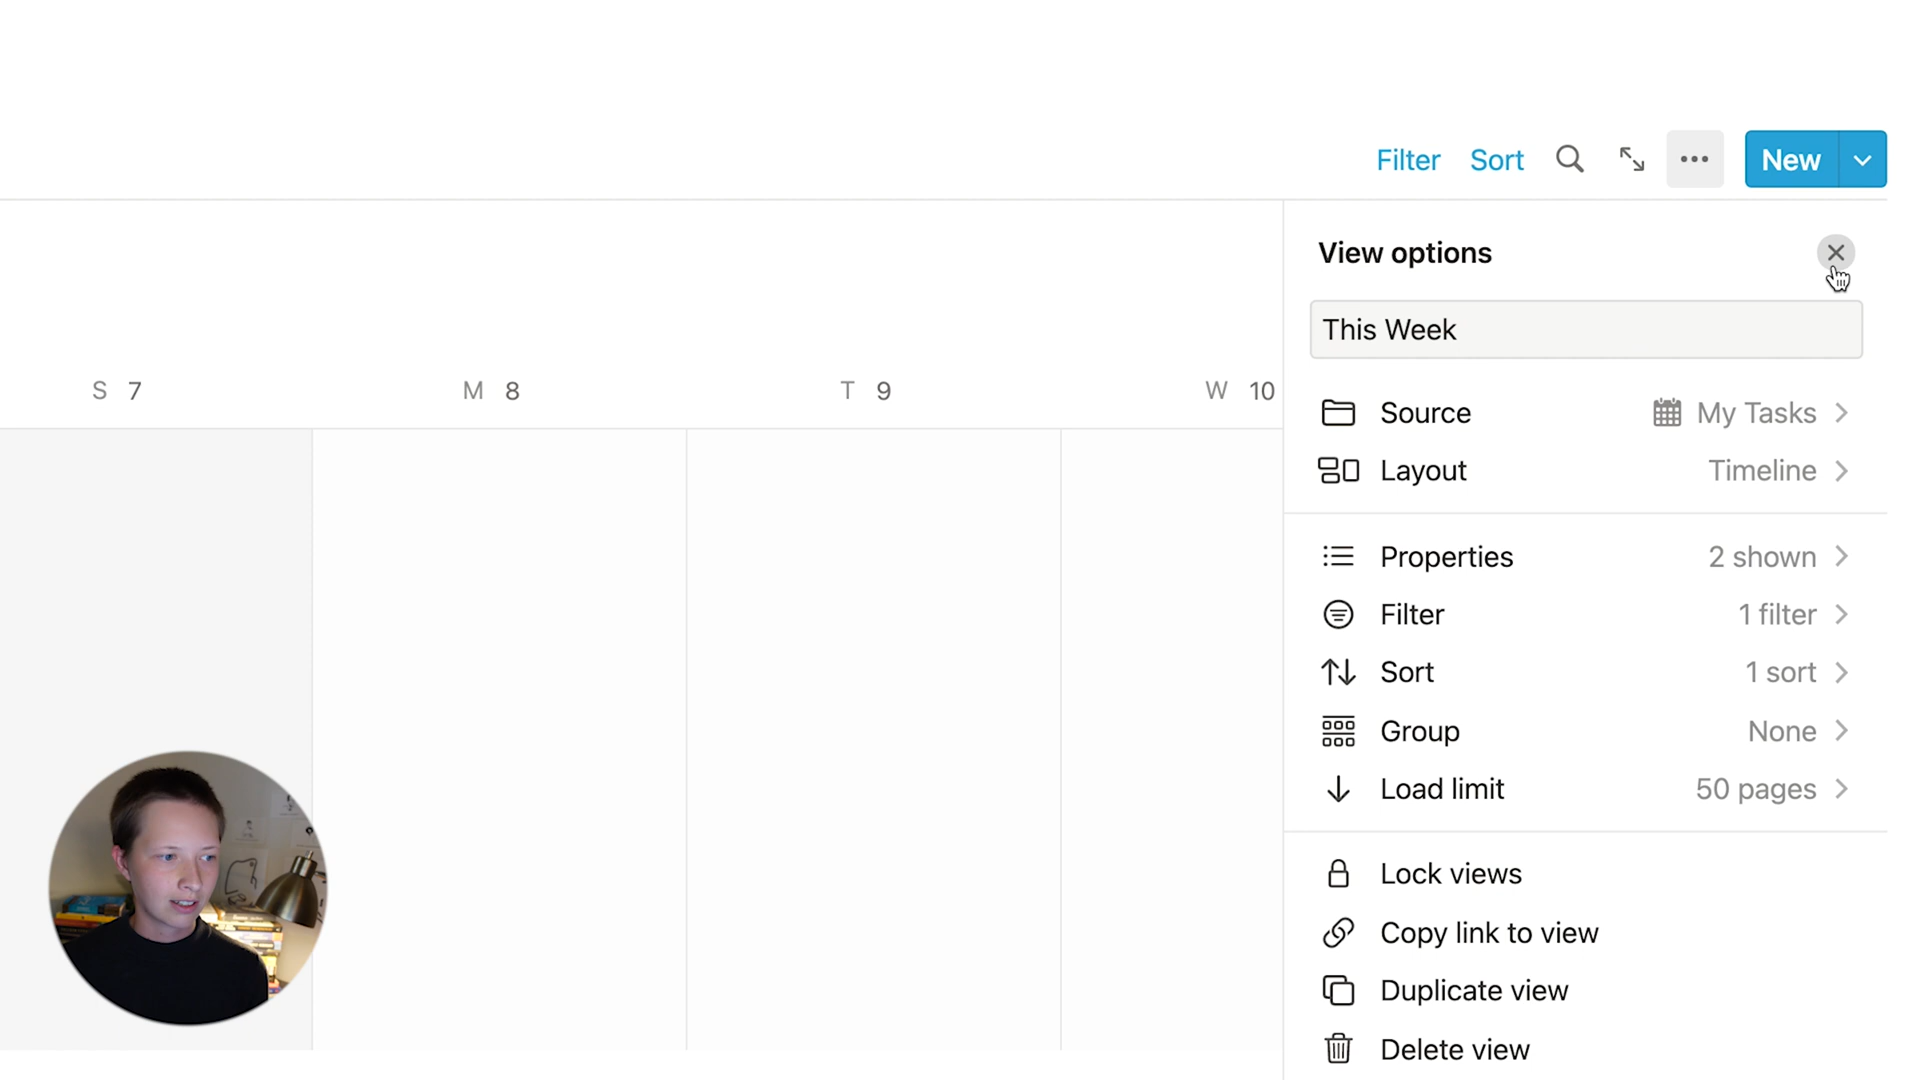 Filter Sort New
View options
This Week
S 7 M 8 T 9 W 10
Source My Tasks
Layout Timeline
Properties 2 shown
Filter 1 filter
Sort 1 sort
Group None
Load limit 50 pages
Lock views
Copy link to view
Duplicate view
Delete view